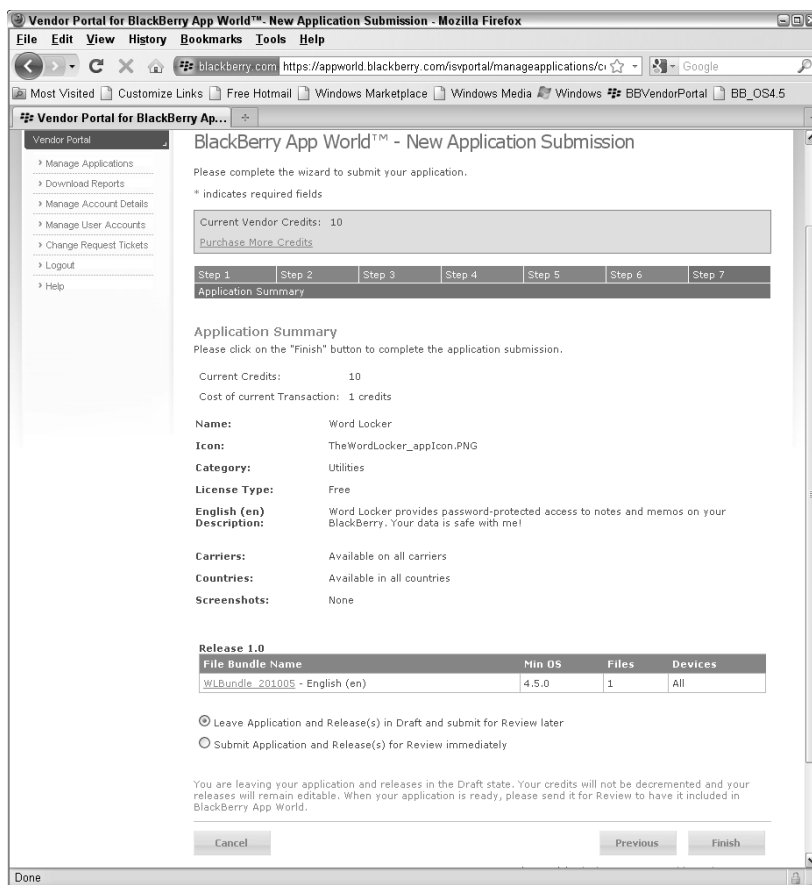 Vendor Portal for BlackBerry App World™- New Application Submission - Mozilla Firefox
File Edit View History Bookmarks Tools Help
blackberry.com https://appworld.blackberry.com/isvportal/manageapplications/ Google
Most Visited Customize Links Free Hotmail Windows Marketplace Windows Media Windows BBVendorPortal BB_OS4.5
Vendor Portal for BlackBerry Ap...
Vendor Portal
Manage Applications
Download Reports
Manage Account Details
Manage User Accounts
Change Request Tickets
Logout
Help
BlackBerry App World™ - New Application Submission
Please complete the wizard to submit your application.
* indicates required fields
Current Vendor Credits: 10
Purchase More Credits
Step 1 Step 2 Step 3 Step 4 Step 5 Step 6 Step 7
Application Summary
Application Summary
Please click on the "Finish" button to complete the application submission.
Current Credits: 10
Cost of current Transaction: 1 credits
Name: Word Locker
Icon: TheWordLocker_appIcon.PNG
Category: Utilities
License Type: Free
English (en) Description: Word Locker provides password-protected access to notes and memos on your
BlackBerry. Your data is safe with me!
Carriers: Available on all carriers
Countries: Available in all countries
Screenshots: None
Release 1.0
File Bundle Name Min OS Files Devices
WLBundle_201005 - English (en) 4.5.0 1 All
Leave Application and Release(s) in Draft and submit for Review later
Submit Application and Release(s) for Review immediately
You are leaving your application and releases in the Draft state. Your credits will not be decremented and your
releases will remain editable. When your application is ready, please send it for Review to have it included in
BlackBerry App World.
Cancel Previous Finish
Done